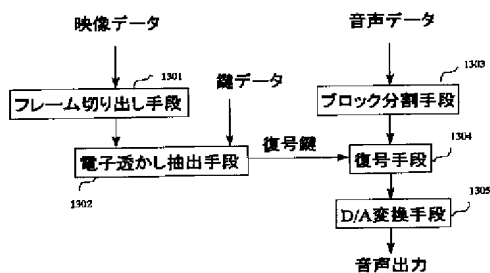 映像データ
音声データ
1301
1303
鍵データ
フレーム切り出し手段
ブロック分割手段
1304
復号鍵
電子透かし抽出手段
復号手段
1302
1305
D/A変換手段
音声出力